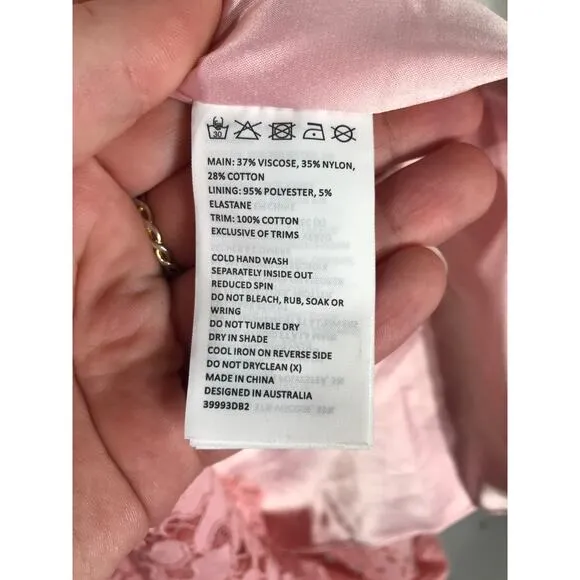 30
MAIN: 37% VISCOSE, 35% NYLON,
28% COTTON
LINING: 95% POLYESTER, 5%
ELASTANE
TRIM: 100% COTTON
EXCLUSIVE OF TRIMS
COLD HAND WASH
SEPARATELY INSIDE OUT
REDUCED SPIN
DO NOT BLEACH, RUB, SOAK OR
WRING
DO NOT TUMBLE DRY
DRY IN SHADE
COOL IRON ON REVERSE SIDE
DO NOT DRYCLEAN (X)
MADE IN CHINA
DESIGNED IN AUSTRALIA
39993DB2